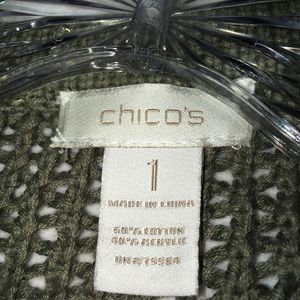 chico's
1
MADE IN CHINA
60% COTTON
40% ACRYLIC